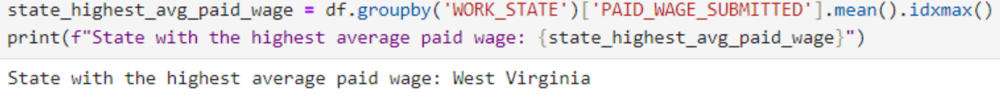 state_highest_avg_paid_wage = df.groupby('WORK_STATE')['PAID_WAGE_SUBMITTED'].mean().idxmax()
print(f"State with the highest average paid wage: {state_highest_avg_paid_wage}")
State with the highest average paid wage: West Virginia